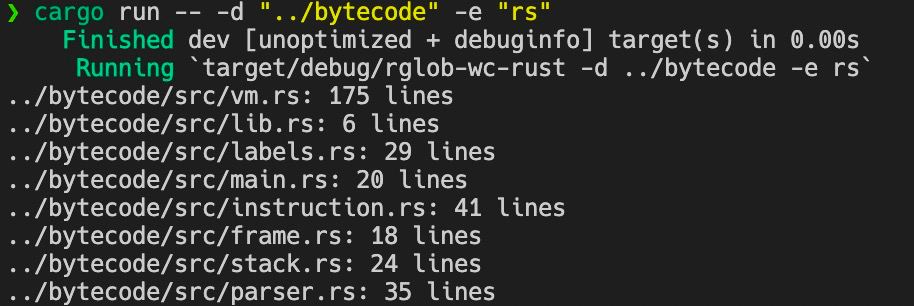 ❯ cargo run -- -d "../bytecode" -e "rs"
    Finished dev [unoptimized + debuginfo] target(s) in 0.00s
     Running `target/debug/rglob-wc-rust -d ../bytecode -e rs`
../bytecode/src/vm.rs: 175 lines
../bytecode/src/lib.rs: 6 lines
../bytecode/src/labels.rs: 29 lines
../bytecode/src/main.rs: 20 lines
../bytecode/src/instruction.rs: 41 lines
../bytecode/src/frame.rs: 18 lines
../bytecode/src/stack.rs: 24 lines
../bytecode/src/parser.rs: 35 lines